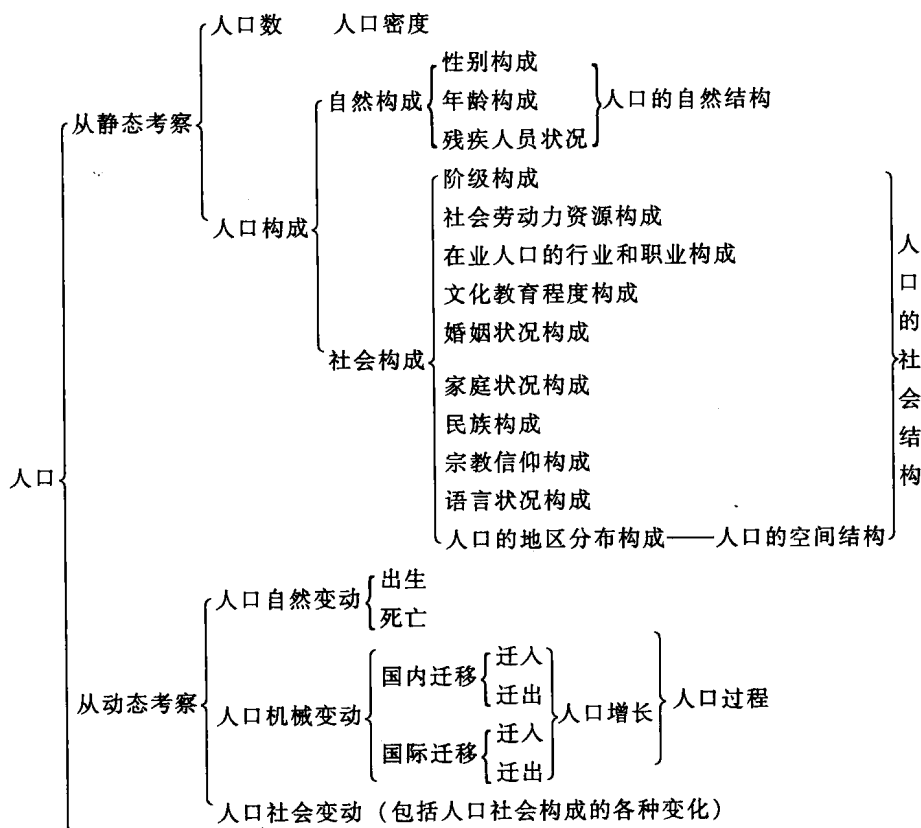 人口数 人口密度
性别构成
自然构成 年龄构成 人口的自然结构
从静态考察
残疾人员状况
阶级构成
人口构成 社会劳动力资源构成
在业人口的行业和职业构成
文化教育程度构成
婚姻状况构成
社会构成
家庭状况构成
民族构成
人口的社会结构
宗教信仰构成
人口
语言状况构成
人口的地区分布构成——人口的空间结构
出生
人口自然变动
死亡
迁人
国内迁移
迁出
从动态考察 人口机械变动 人口增长 人口过程
迁人
国际迁移
迁出
人口社会变动（包括人口社会构成的各种变化）